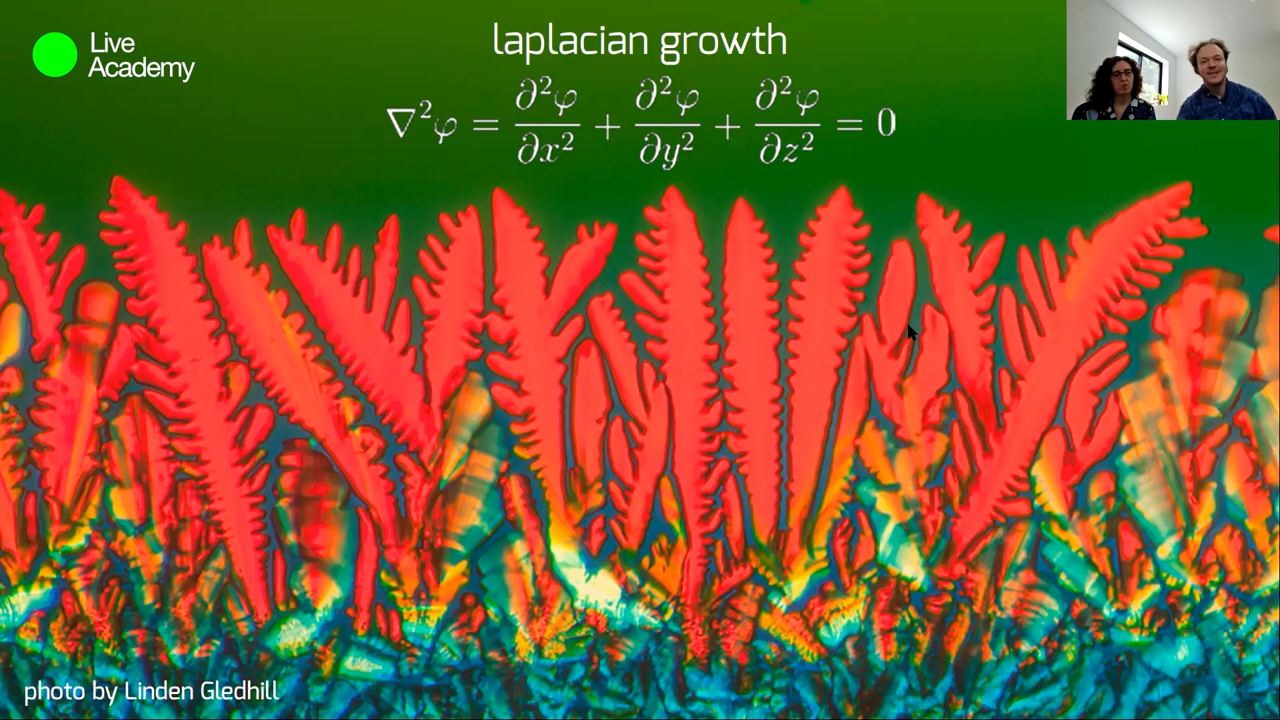 Live
Academy
laplacian growth
∇²φ = ∂²φ/∂x² + ∂²φ/∂y² + ∂²φ/∂z² = 0
photo by Linden Gledhill